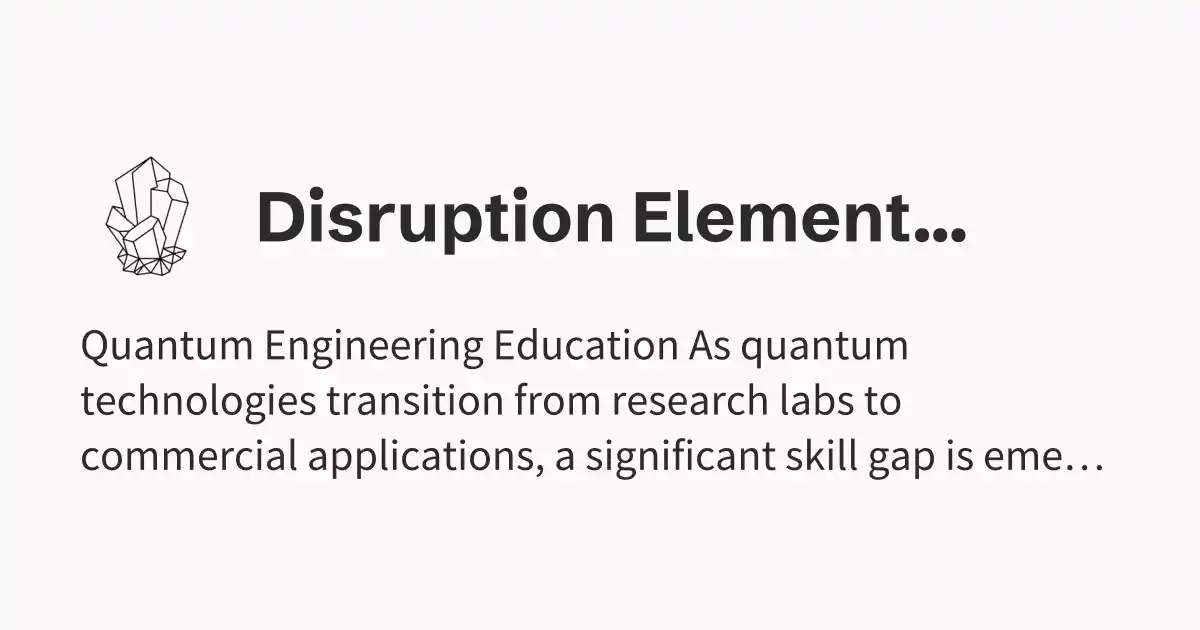 Disruption Element...
Quantum Engineering Education As quantum
technologies transition from research labs to
commercial applications, a significant skill gap is eme...